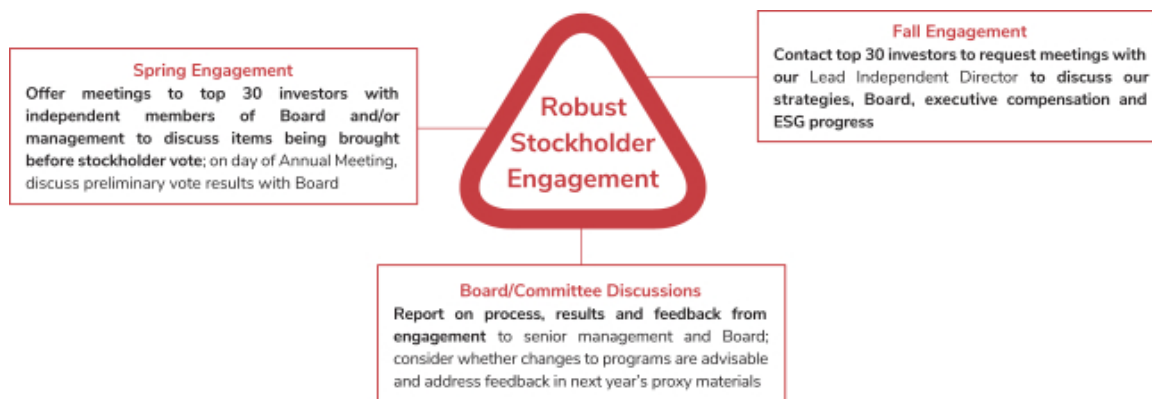 Spring Engagement
Offer meetings to top 30 investors with
independent members of Board and/or
management to discuss items being brought
before stockholder vote; on day of Annual Meeting,
discuss preliminary vote results with Board
Robust
Stockholder
Engagement
Fall Engagement
Contact top 30 investors to request meetings with
our Lead Independent Director to discuss our
strategies, Board, executive compensation and
ESG progress
Board/Committee Discussions
Report on process, results and feedback from
engagement to senior management and Board;
consider whether changes to programs are advisable
and address feedback in next year's proxy materials